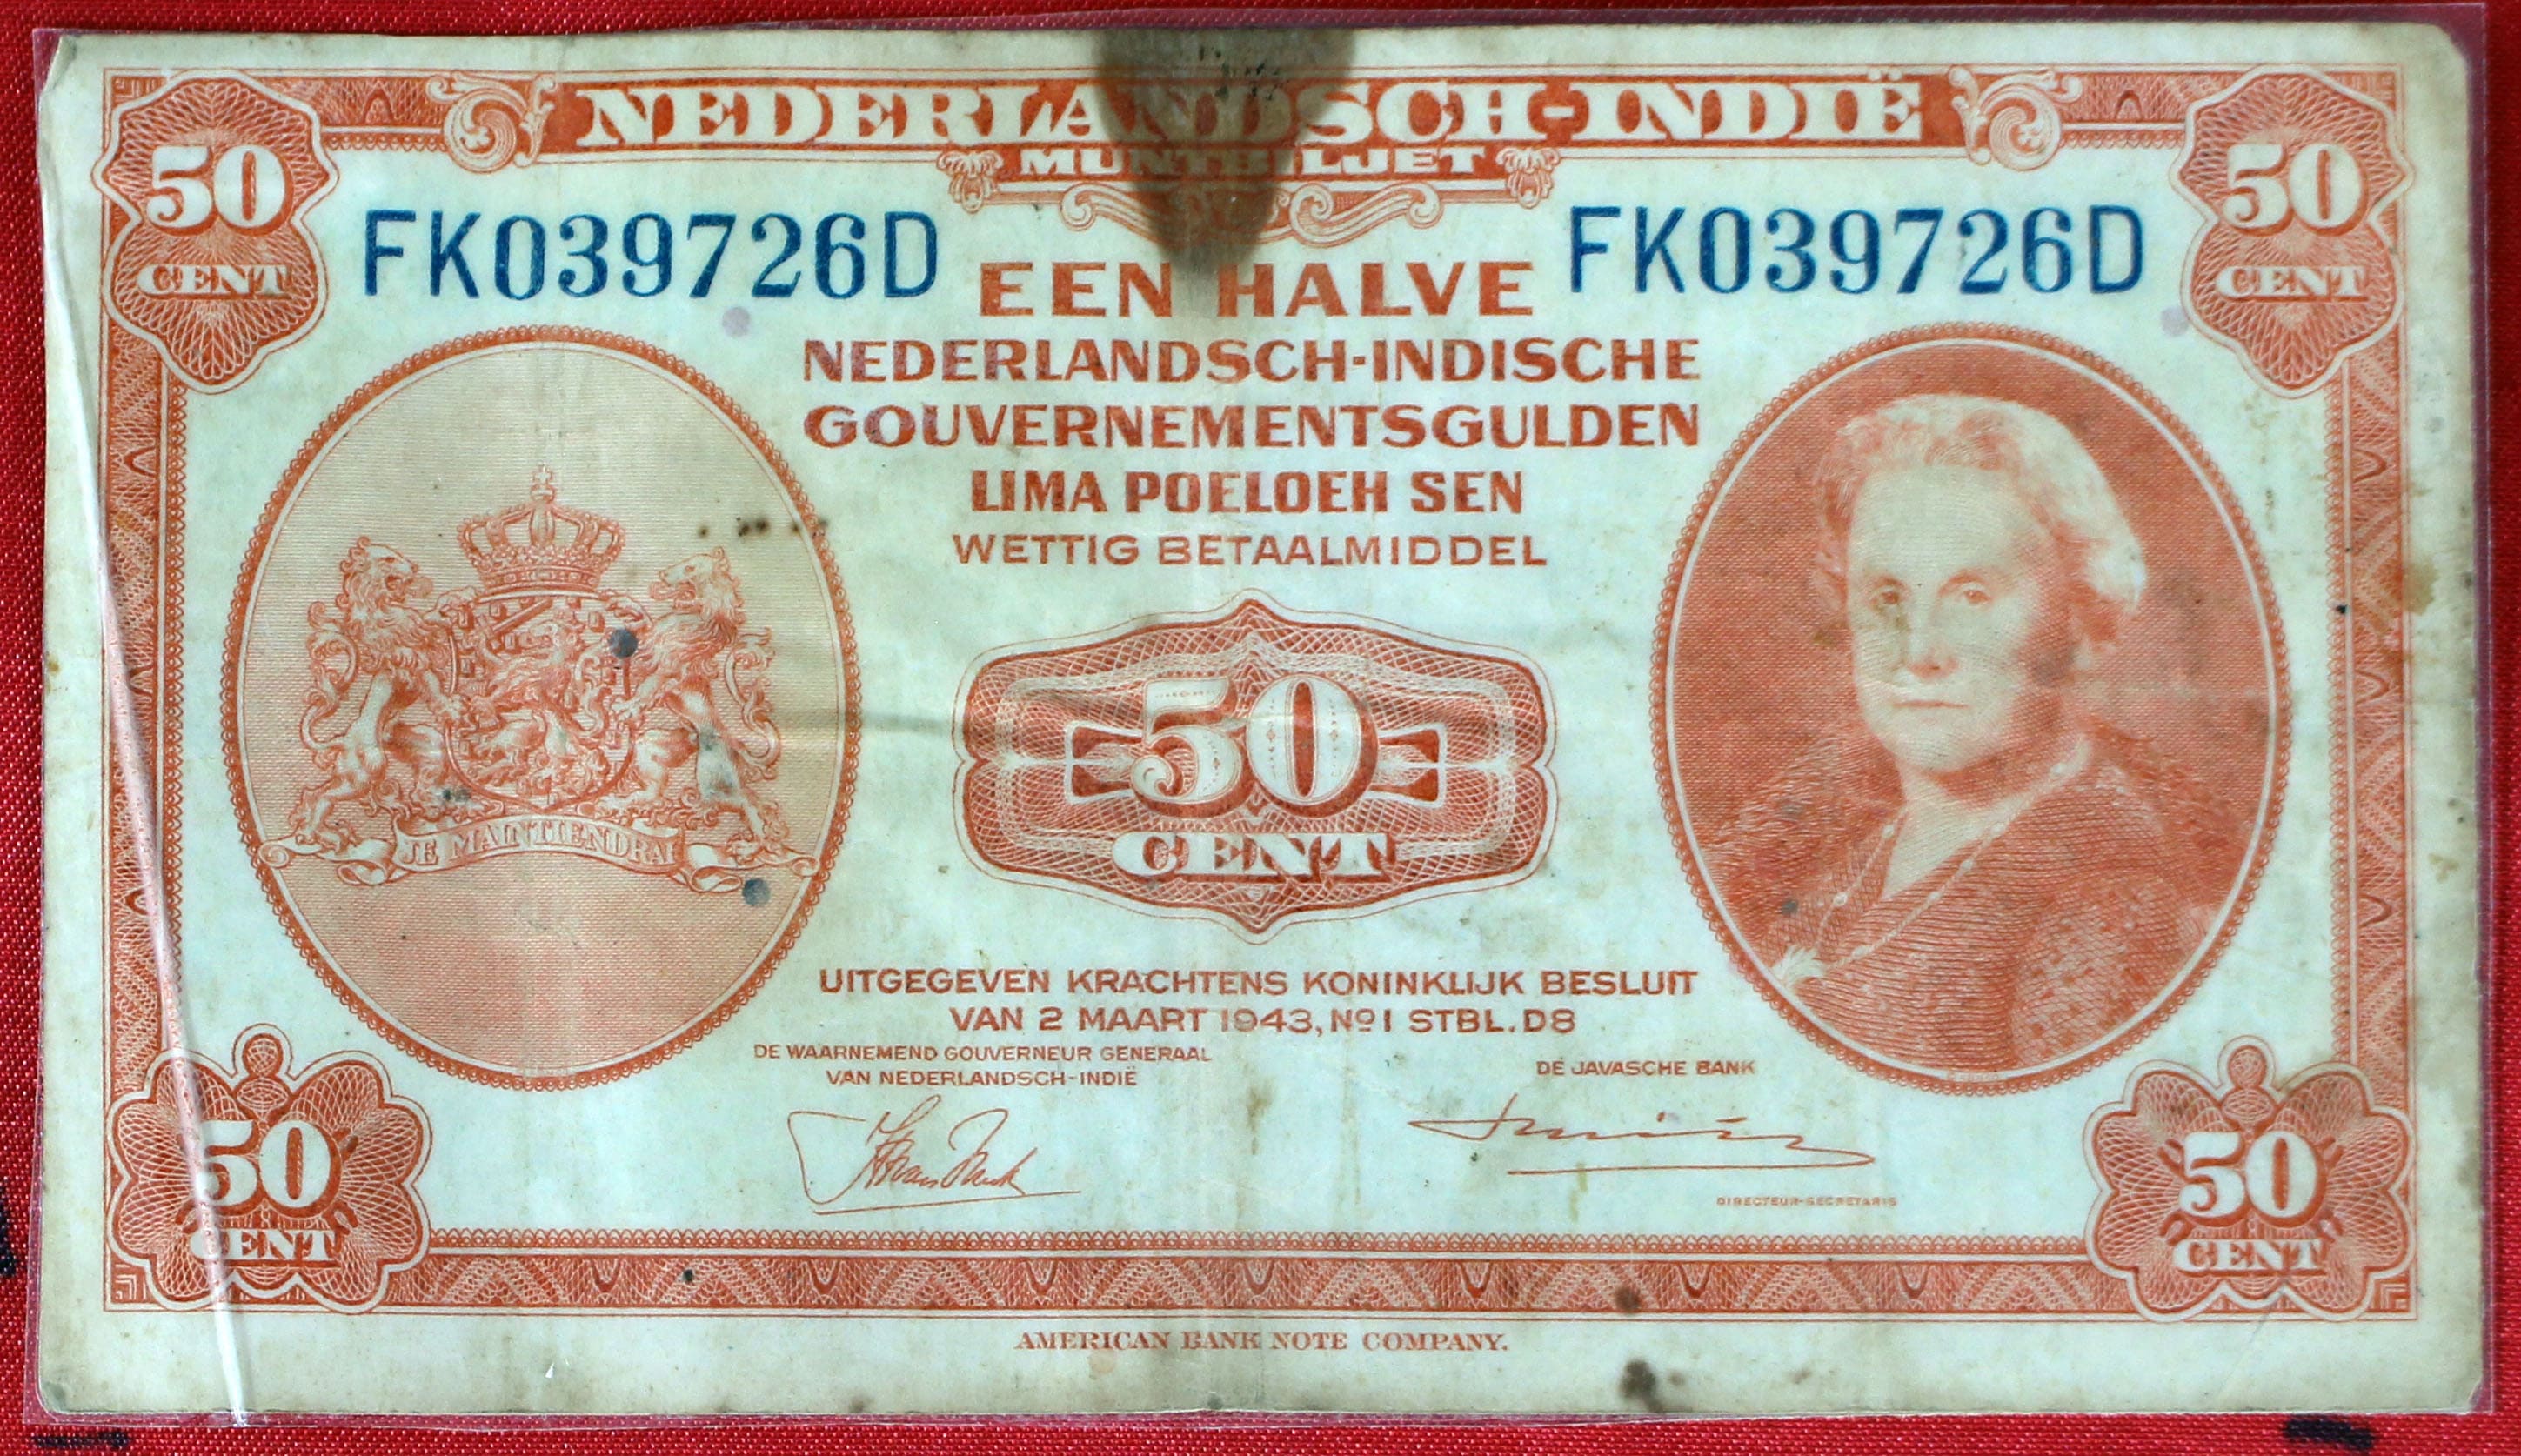 NEDERLANDSCH-INDIË
MUNTBILJET
50
CENT
50
CENT
FK039726D
FK039726D
EEN HALVE
NEDERLANDSCH-INDISCHE
GOUVERNEMENTSGULDEN
LIMA POELOEH SEN
WETTIG BETAALMIDDEL
50
CENT
JE MAINTIENDRAI
UITGEGEVEN KRACHTENS KONINKLIJK BESLUIT
VAN 2 MAART 1943, Nº 1 STBL. D8
DE WAARNEMEND GOUVERNEUR GENERAAL
VAN NEDERLANDSCH-INDIË
DE JAVASCHE BANK
DIRECTEUR-SECRETARIS
50
CENT
50
CENT
AMERICAN BANK NOTE COMPANY.